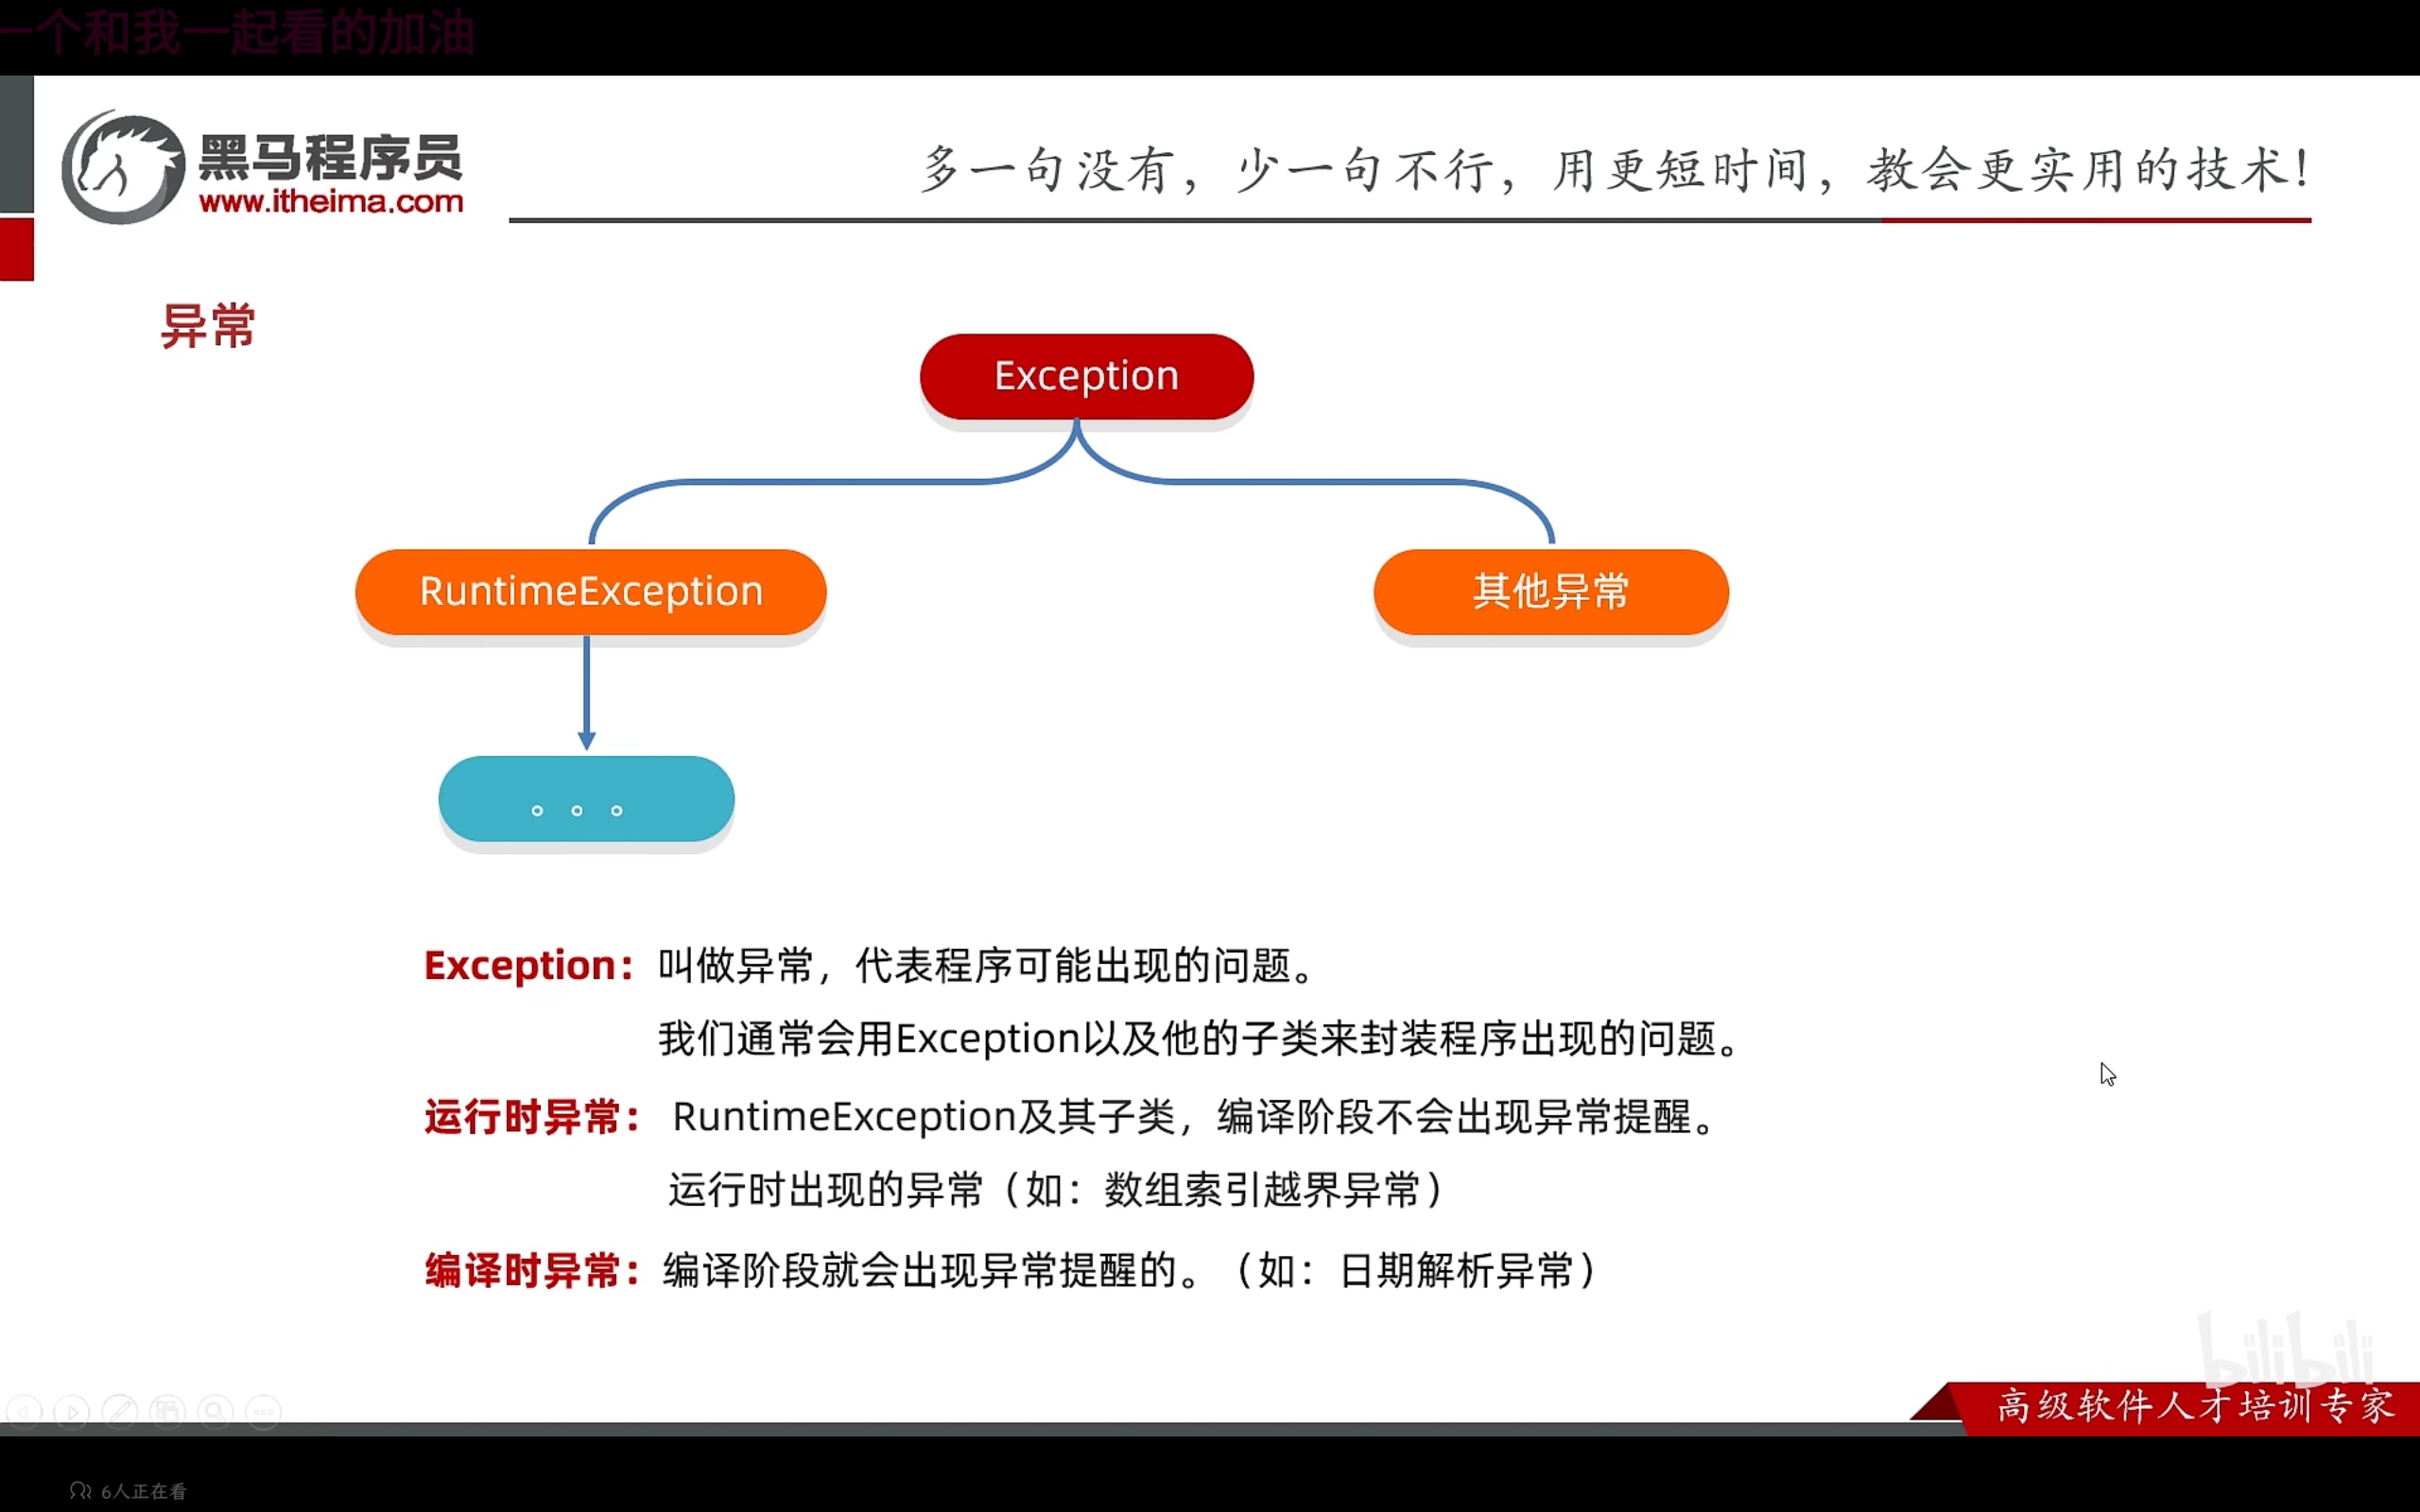 一个和我一起看的加油
黑马程序员
www.itheima.com
多一句没有，少一句不行，用更短时间，教会更实用的技术！
异常
Exception
RuntimeException
其他异常
。。。
Exception：叫做异常，代表程序可能出现的问题。
我们通常会用Exception以及他的子类来封装程序出现的问题。
运行时异常： RuntimeException及其子类，编译阶段不会出现异常提醒。
运行时出现的异常（如：数组索引越界异常）
编译时异常：编译阶段就会出现异常提醒的。（如：日期解析异常）
bilibili
高级软件人才培训专家
6人正在看